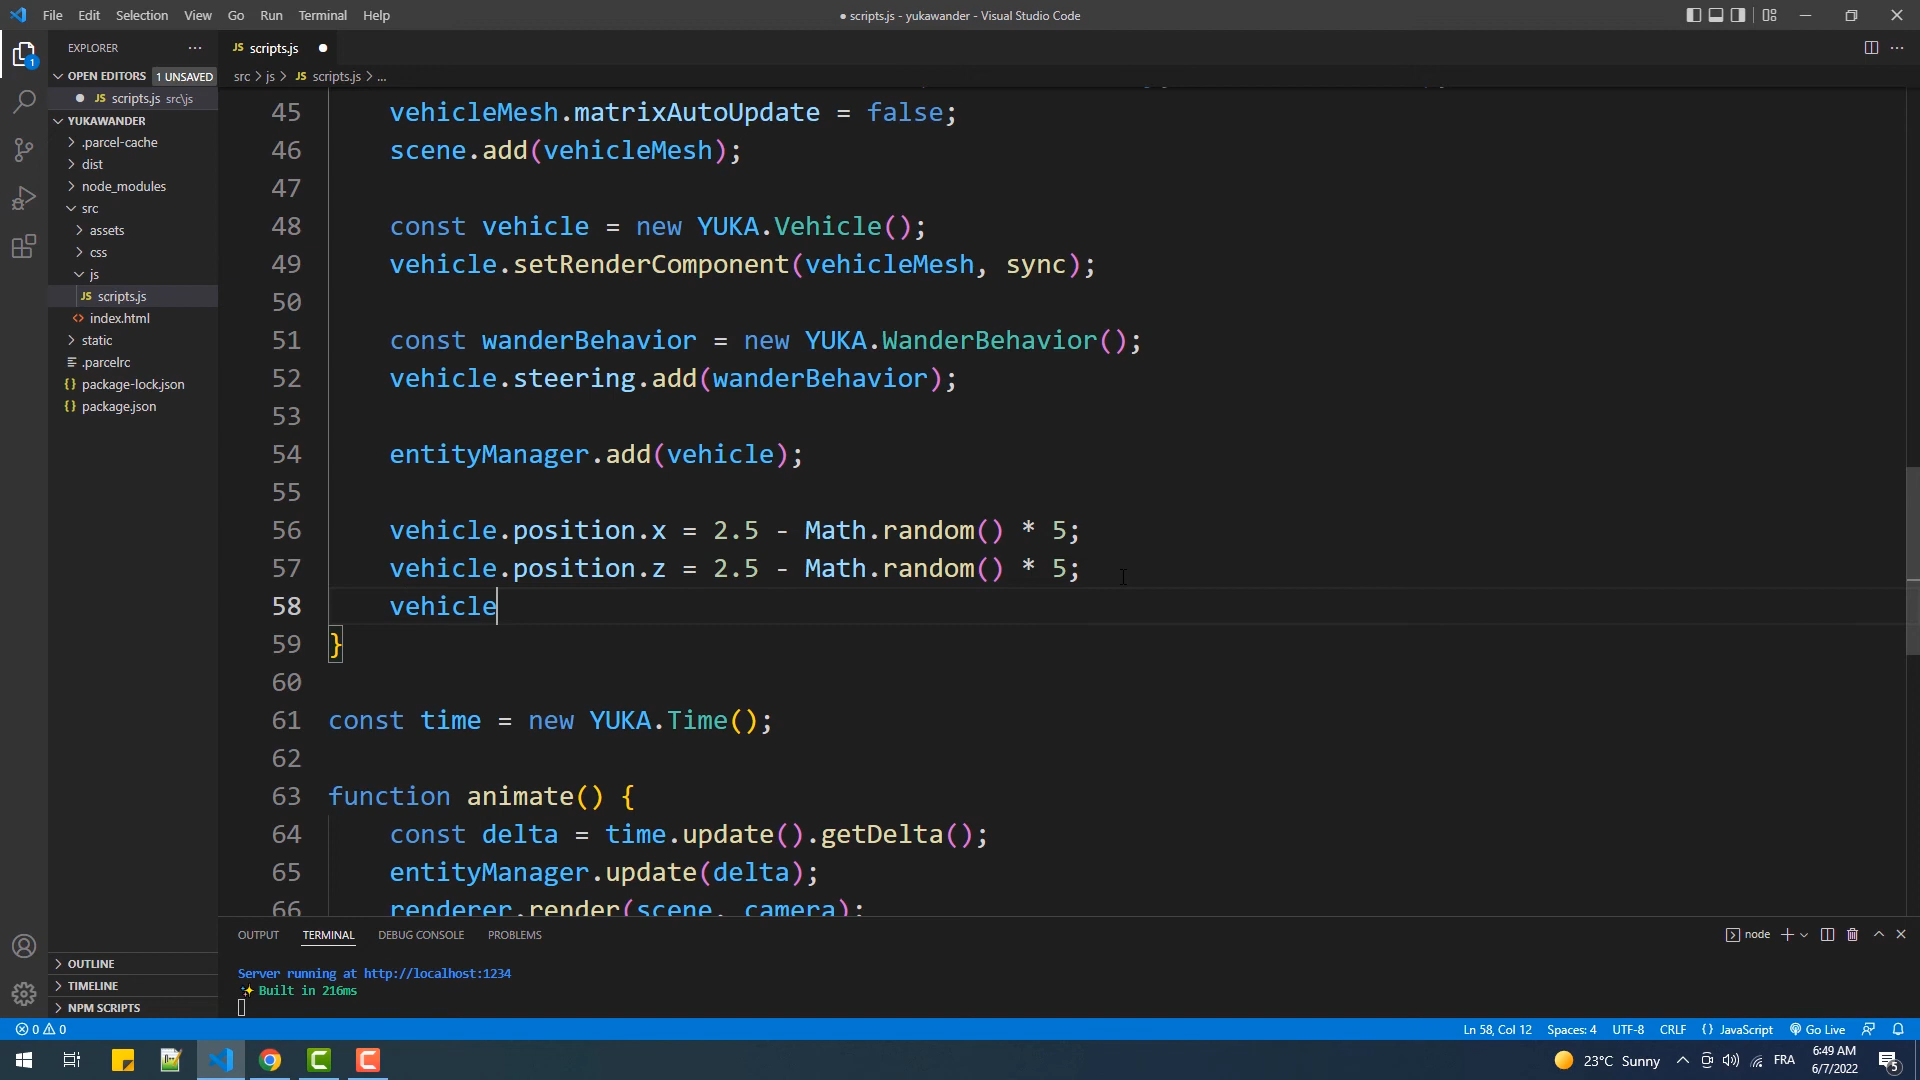 File Edit Selection View Go Run Terminal Help
● scripts.js - yukawander - Visual Studio Code
EXPLORER
OPEN EDITORS 1 UNSAVED
JS scripts.js src\js
YUKAWANDER
.parcel-cache
dist
node_modules
src
assets
css
js
JS scripts.js
index.html
static
.parcelrc
package-lock.json
package.json
OUTLINE
TIMELINE
NPM SCRIPTS
JS scripts.js
src > js > JS scripts.js > ...
45 vehicleMesh.matrixAutoUpdate = false;
46 scene.add(vehicleMesh);
47
48 const vehicle = new YUKA.Vehicle();
49 vehicle.setRenderComponent(vehicleMesh, sync);
50
51 const wanderBehavior = new YUKA.WanderBehavior();
52 vehicle.steering.add(wanderBehavior);
53
54 entityManager.add(vehicle);
55
56 vehicle.position.x = 2.5 - Math.random() * 5;
57 vehicle.position.z = 2.5 - Math.random() * 5;
58 vehicle
59 }
60
61 const time = new YUKA.Time();
62
63 function animate() {
64 const delta = time.update().getDelta();
65 entityManager.update(delta);
66 renderer.render(scene, camera);
OUTPUT TERMINAL DEBUG CONSOLE PROBLEMS
node
Server running at http://localhost:1234
✨ Built in 216ms
0 0
Ln 58, Col 12 Spaces: 4 UTF-8 CRLF { } JavaScript Go Live
23°C Sunny
FRA
6:49 AM
6/7/2022
5
1